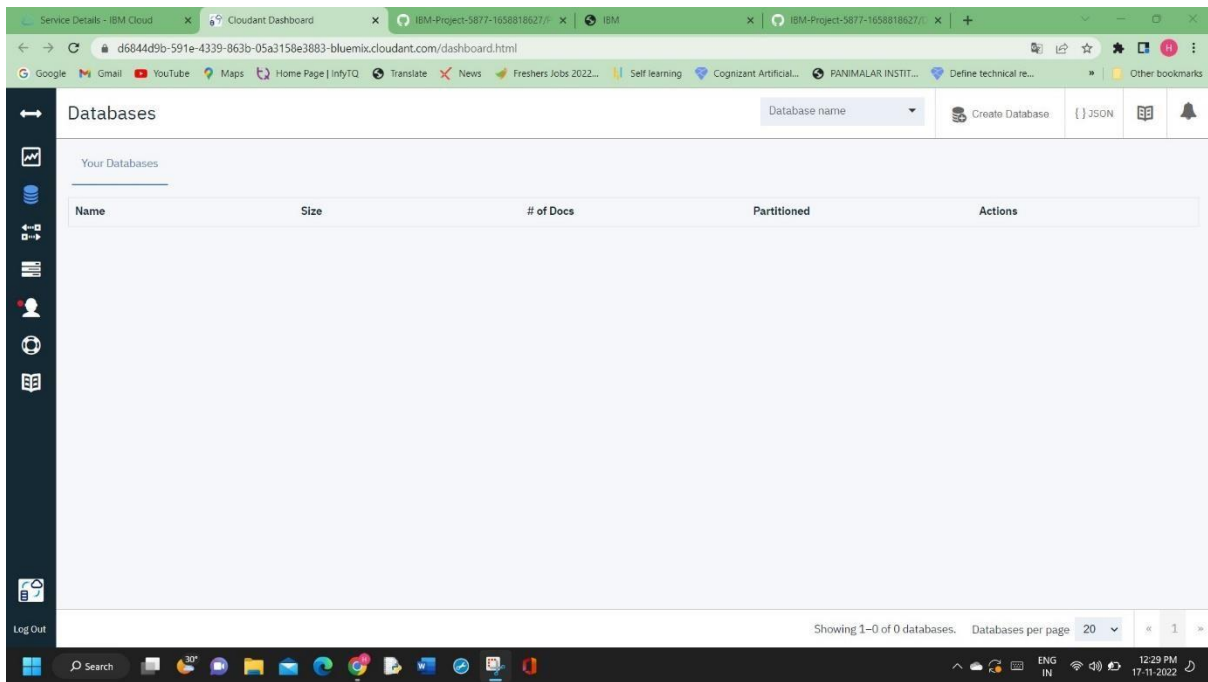 Service Details - IBM Cloud
Cloudant Dashboard
IBM-Project-5877-1658818627/
IBM
IBM-Project-5877-1658818627/
d6844d9b-591e-4339-863b-05a3158e3883-bluemix.cloudant.com/dashboard.html
H
Google Gmail YouTube Maps Home Page | InfyTQ Translate News Freshers Jobs 2022... Self learning Cognizant Artificial... PANIMALAR INSTIT... Define technical re... » Other bookmarks
Databases
Database name
Create Database
{ } JSON
Your Databases
Name Size # of Docs Partitioned Actions
Log Out
Showing 1–0 of 0 databases. Databases per page 20 « 1 »
Search
30°
ENG
IN
12:29 PM
17-11-2022